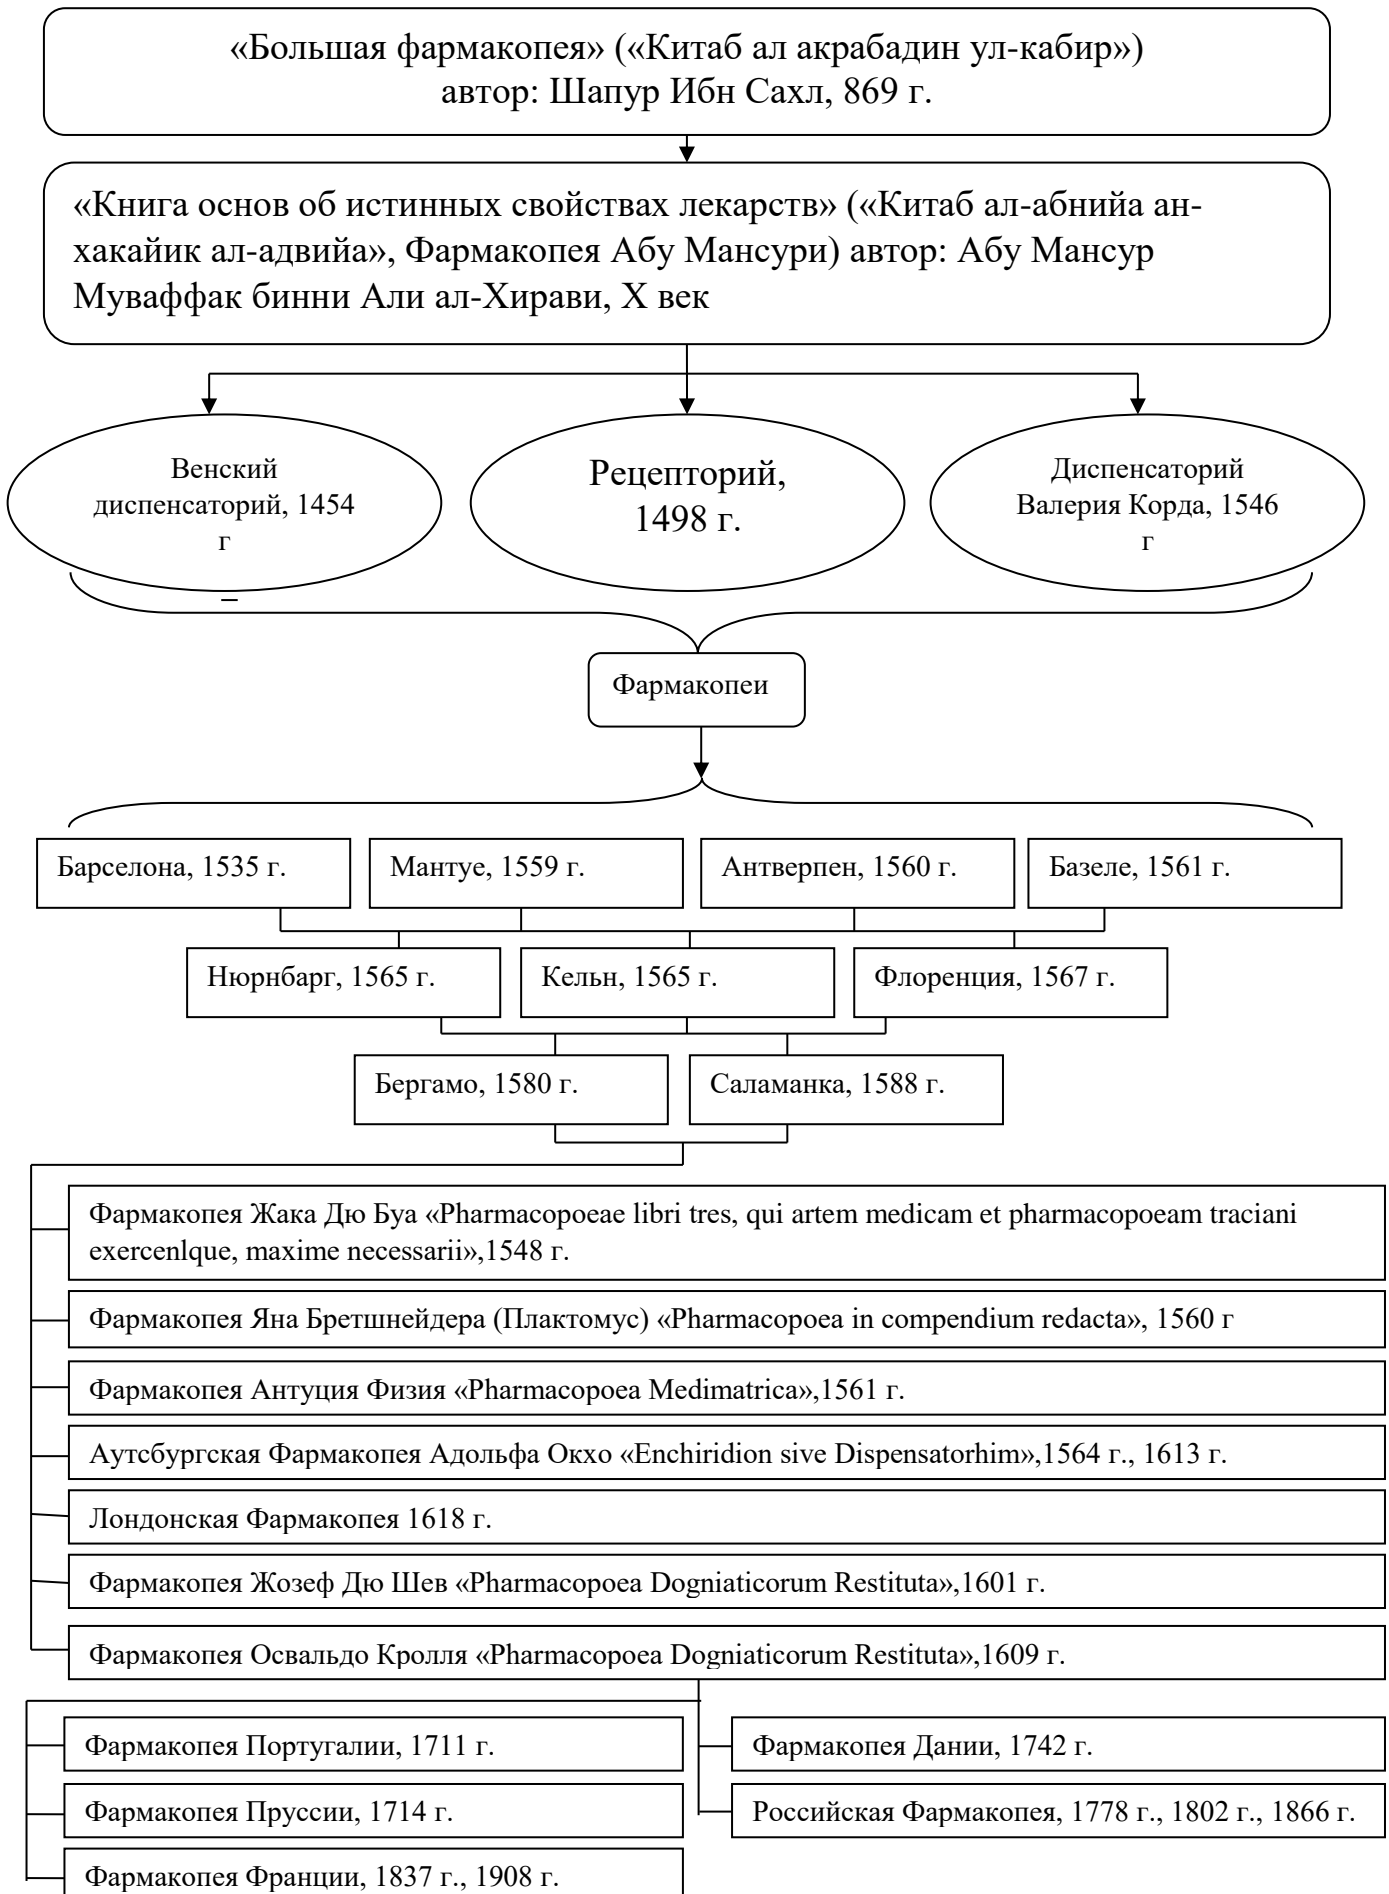 «Большая фармакопея» («Китаб ал акрабадин ул-кабир»)
автор: Шапур Ибн Сахл, 869 г.
«Книга основ об истинных свойствах лекарств» («Китаб ал-абнийа ан-
хакайик ал-адвийа», Фармакопея Абу Мансури) автор: Абу Мансур
Муваффак бинни Али ал-Хирави, X век
Венский
диспенсаторий, 1454
г
–
Рецепторий,
1498 г.
Диспенсаторий
Валерия Корда, 1546
г
Фармакопеи
Барселона, 1535 г.
Мантуе, 1559 г.
Антверпен, 1560 г.
Базеле, 1561 г.
Нюрнбарг, 1565 г.
Кельн, 1565 г.
Флоренция, 1567 г.
Бергамо, 1580 г.
Саламанка, 1588 г.
Фармакопея Жака Дю Буа «Pharmacopoeae libri tres, qui artem medicam et pharmacopoeam traciani
exercenlque, maxime necessarii»,1548 г.
Фармакопея Яна Бретшнейдера (Плактомус) «Pharmacopoea in compendium redacta», 1560 г
Фармакопея Антуция Физия «Pharmacopoea Medimatrica»,1561 г.
Аутсбургская Фармакопея Адольфа Окхо «Enchiridion sive Dispensatorhim»,1564 г., 1613 г.
Лондонская Фармакопея 1618 г.
Фармакопея Жозеф Дю Шев «Pharmacopoea Dogniaticorum Restituta»,1601 г.
Фармакопея Освальдо Кролля «Pharmacopoea Dogniaticorum Restituta»,1609 г.
Фармакопея Португалии, 1711 г.
Фармакопея Дании, 1742 г.
Фармакопея Пруссии, 1714 г.
Российская Фармакопея, 1778 г., 1802 г., 1866 г.
Фармакопея Франции, 1837 г., 1908 г.